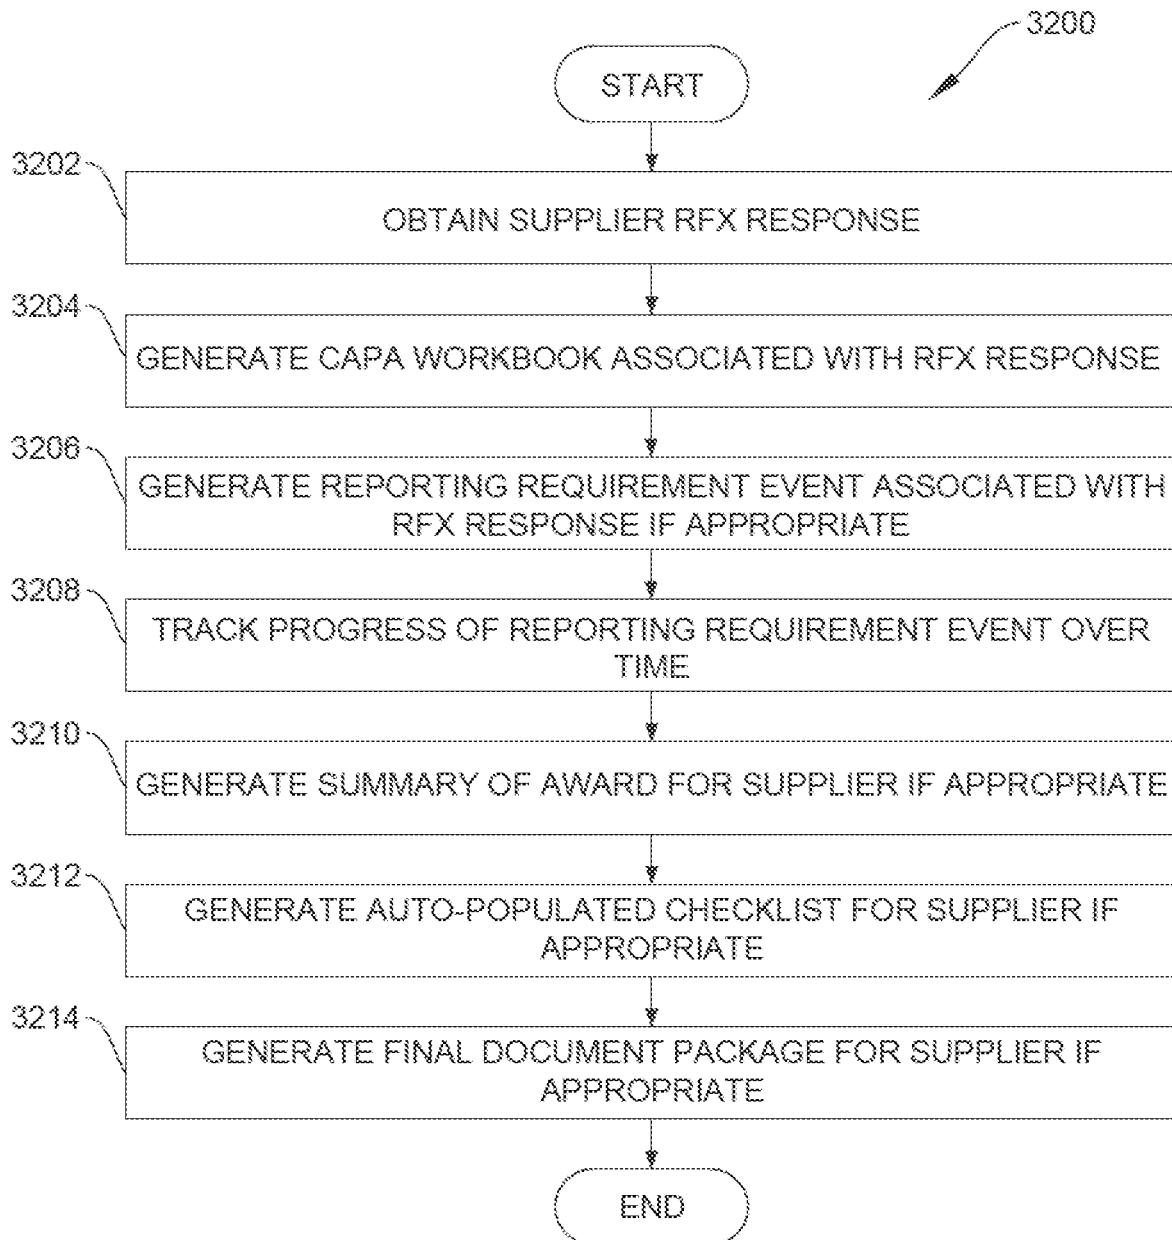 3200
START
3202
OBTAIN SUPPLIER RFX RESPONSE
3204
GENERATE CAPA WORKBOOK ASSOCIATED WITH RFX RESPONSE
3206
GENERATE REPORTING REQUIREMENT EVENT ASSOCIATED WITH
RFX RESPONSE IF APPROPRIATE
3208
TRACK PROGRESS OF REPORTING REQUIREMENT EVENT OVER
TIME
3210
GENERATE SUMMARY OF AWARD FOR SUPPLIER IF APPROPRIATE
3212
GENERATE AUTO-POPULATED CHECKLIST FOR SUPPLIER IF
APPROPRIATE
3214
GENERATE FINAL DOCUMENT PACKAGE FOR SUPPLIER IF
APPROPRIATE
END